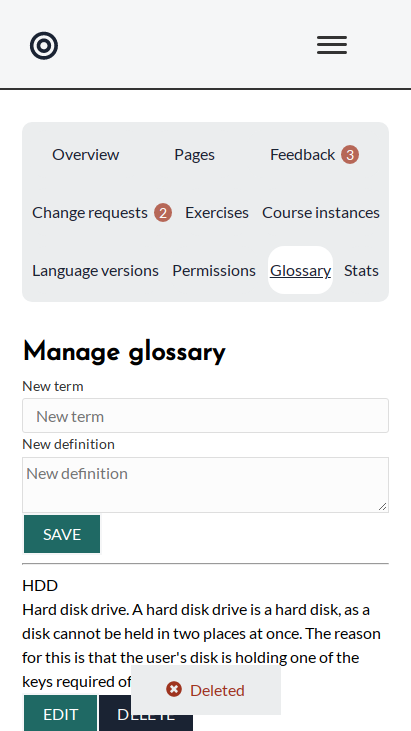 Overview Pages Feedback 3
Change requests 2 Exercises Course instances
Language versions Permissions Glossary Stats
Manage glossary
New term
New term
New definition
New definition
SAVE
HDD
Hard disk drive. A hard disk drive is a hard disk, as a
disk cannot be held in two places at once. The reason
for this is that the user's disk is holding one of the
keys required of
Deleted
EDIT DELETE